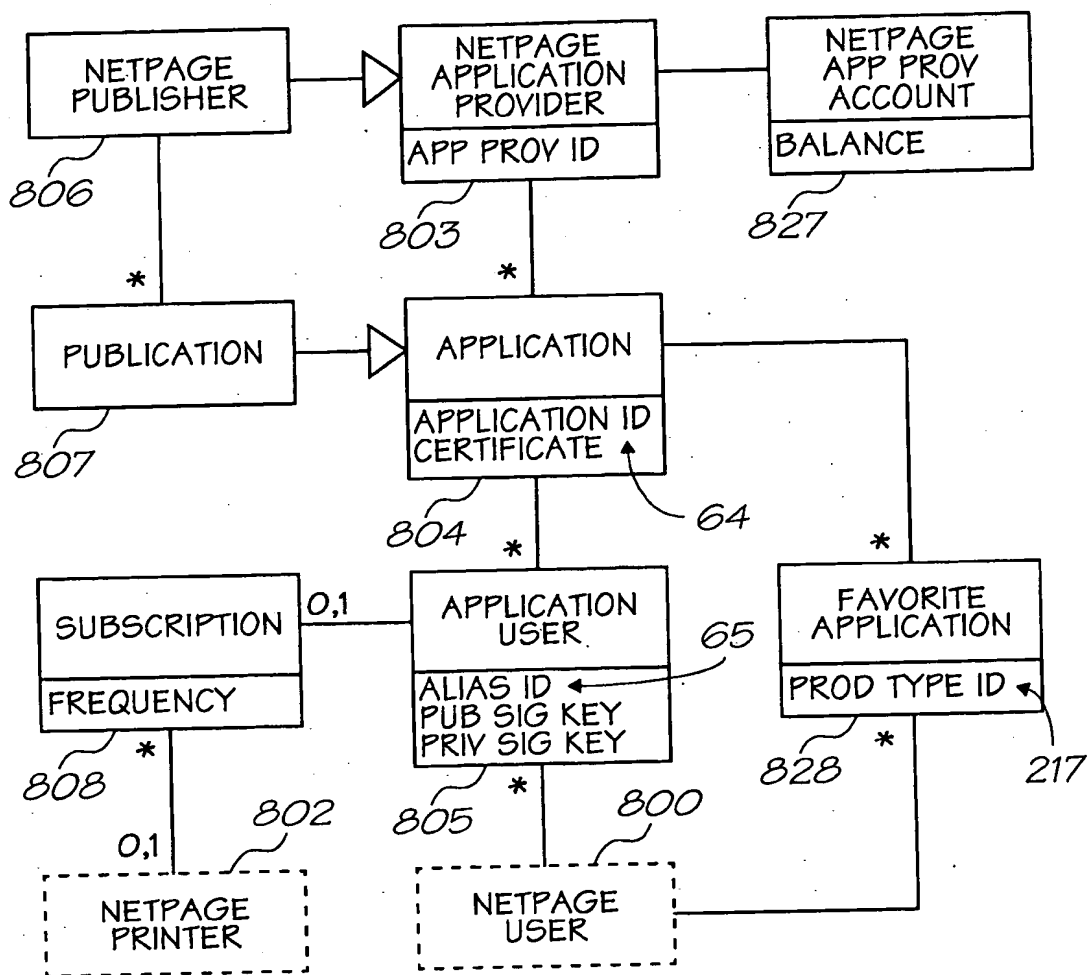 NETPAGE
PUBLISHER
806
NETPAGE
APPLICATION
PROVIDER
APP PROV ID
803
NETPAGE
APP PROV
ACCOUNT
BALANCE
827
*
*
PUBLICATION
807
APPLICATION
APPLICATION ID
CERTIFICATE
804
64
*
*
SUBSCRIPTION
FREQUENCY
808
0,1
APPLICATION
USER
ALIAS ID
PUB SIG KEY
PRIV SIG KEY
805
65
FAVORITE
APPLICATION
PROD TYPE ID
828
217
*
*
*
0,1
802
NETPAGE
PRINTER
800
NETPAGE
USER